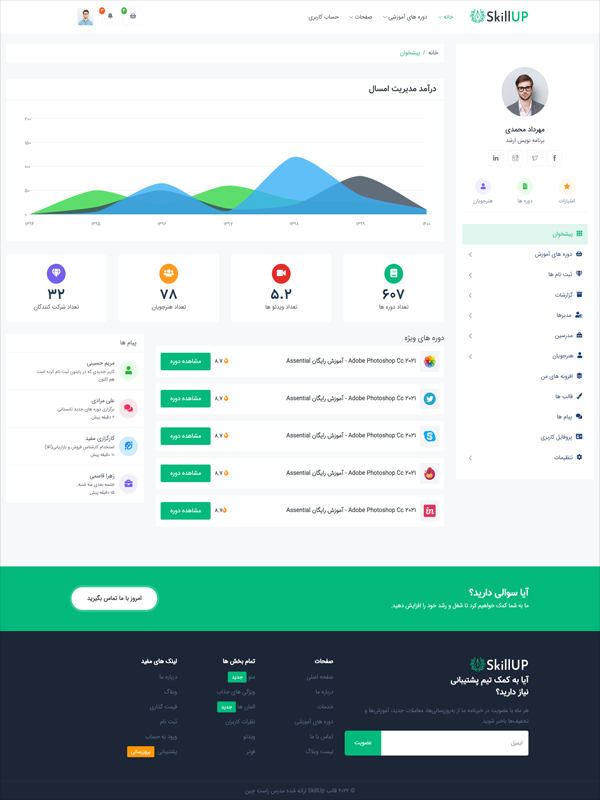 SkillUP
خانه
دوره های آموزشی
صفحات
حساب کاربری
۴
۳
خانه / پیشخوان
مهرداد محمدی
برنامه نویس ارشد
امتیازات
دوره ها
هنرجویان
پیشخوان
دوره های آموزش
ثبت نام ها
گزارشات
مدیرها
مدرسین
هنرجویان
افزونه های من
قالب ها
پیام ها
پروفایل کاربری
تنظیمات
درآمد مدیریت امسال
۲۰۰
۱۵۰
۱۰۰
۵۰
۰
۱۳۹۴ ۱۳۹۵ ۱۳۹۶ ۱۳۹۷ ۱۳۹۸ ۱۳۹۹ ۱۴۰۰
۶۰۷
تعداد دوره ها
۵.۲
تعداد ویدئو ها
۷۸
تعداد هنرجویان
۳۲
تعداد شرکت کنندگان
دوره های ویژه
Adobe Photoshop Cc ۲۰۲۱ - آموزش رایگان Assential
۸.۷
مشاهده دوره
Adobe Photoshop Cc ۲۰۲۱ - آموزش رایگان Assential
۸.۷
مشاهده دوره
Adobe Photoshop Cc ۲۰۲۱ - آموزش رایگان Assential
۸.۷
مشاهده دوره
Adobe Photoshop Cc ۲۰۲۱ - آموزش رایگان Assential
۸.۷
مشاهده دوره
Adobe Photoshop Cc ۲۰۲۱ - آموزش رایگان Assential
۸.۷
مشاهده دوره
پیام ها
مریم حسینی
کاربر جدیدی که در پایتون ثبت نام کرده است
هم اکنون
علی مرادی
برگزاری دوره های جدید تابستانی
۲ دقیقه پیش
کارگزاری مفید
استخدام کارشناس فروش و بازاریابی(آقا)
۱۰ دقیقه پیش
زهرا قاسمی
جلسه بعدی سه شنبه.
۱۵ دقیقه پیش
آیا سوالی دارید؟
ما به شما کمک خواهیم کرد تا شغل و رشد خود را افزایش دهید.
امروز با ما تماس بگیرید
SkillUP
آیا به کمک تیم پشتیبانی
نیاز دارید؟
هر ماه با عضویت در خبرنامه ما از به‌روزرسانی‌ها، معاملات جدید، آموزش‌ها و
تخفیف‌ها باخبر شوید.
ایمیل
عضویت
صفحات
صفحه اصلی
درباره ما
خدمات
دوره های آموزشی
تماس با ما
لیست وبلاگ
تمام بخش ها
منو جدید
ویژگی های جذاب
المان ها جدید
نظرات کاربران
ویدئو
فوتر
لینک های مفید
درباره ما
وبلاگ
قیمت گذاری
ثبت نام
ورود به حساب
پشتیبانی بروزرسانی
© ۲۰۲۲ قالب SkillUp ارائه شده مدرس راست چین